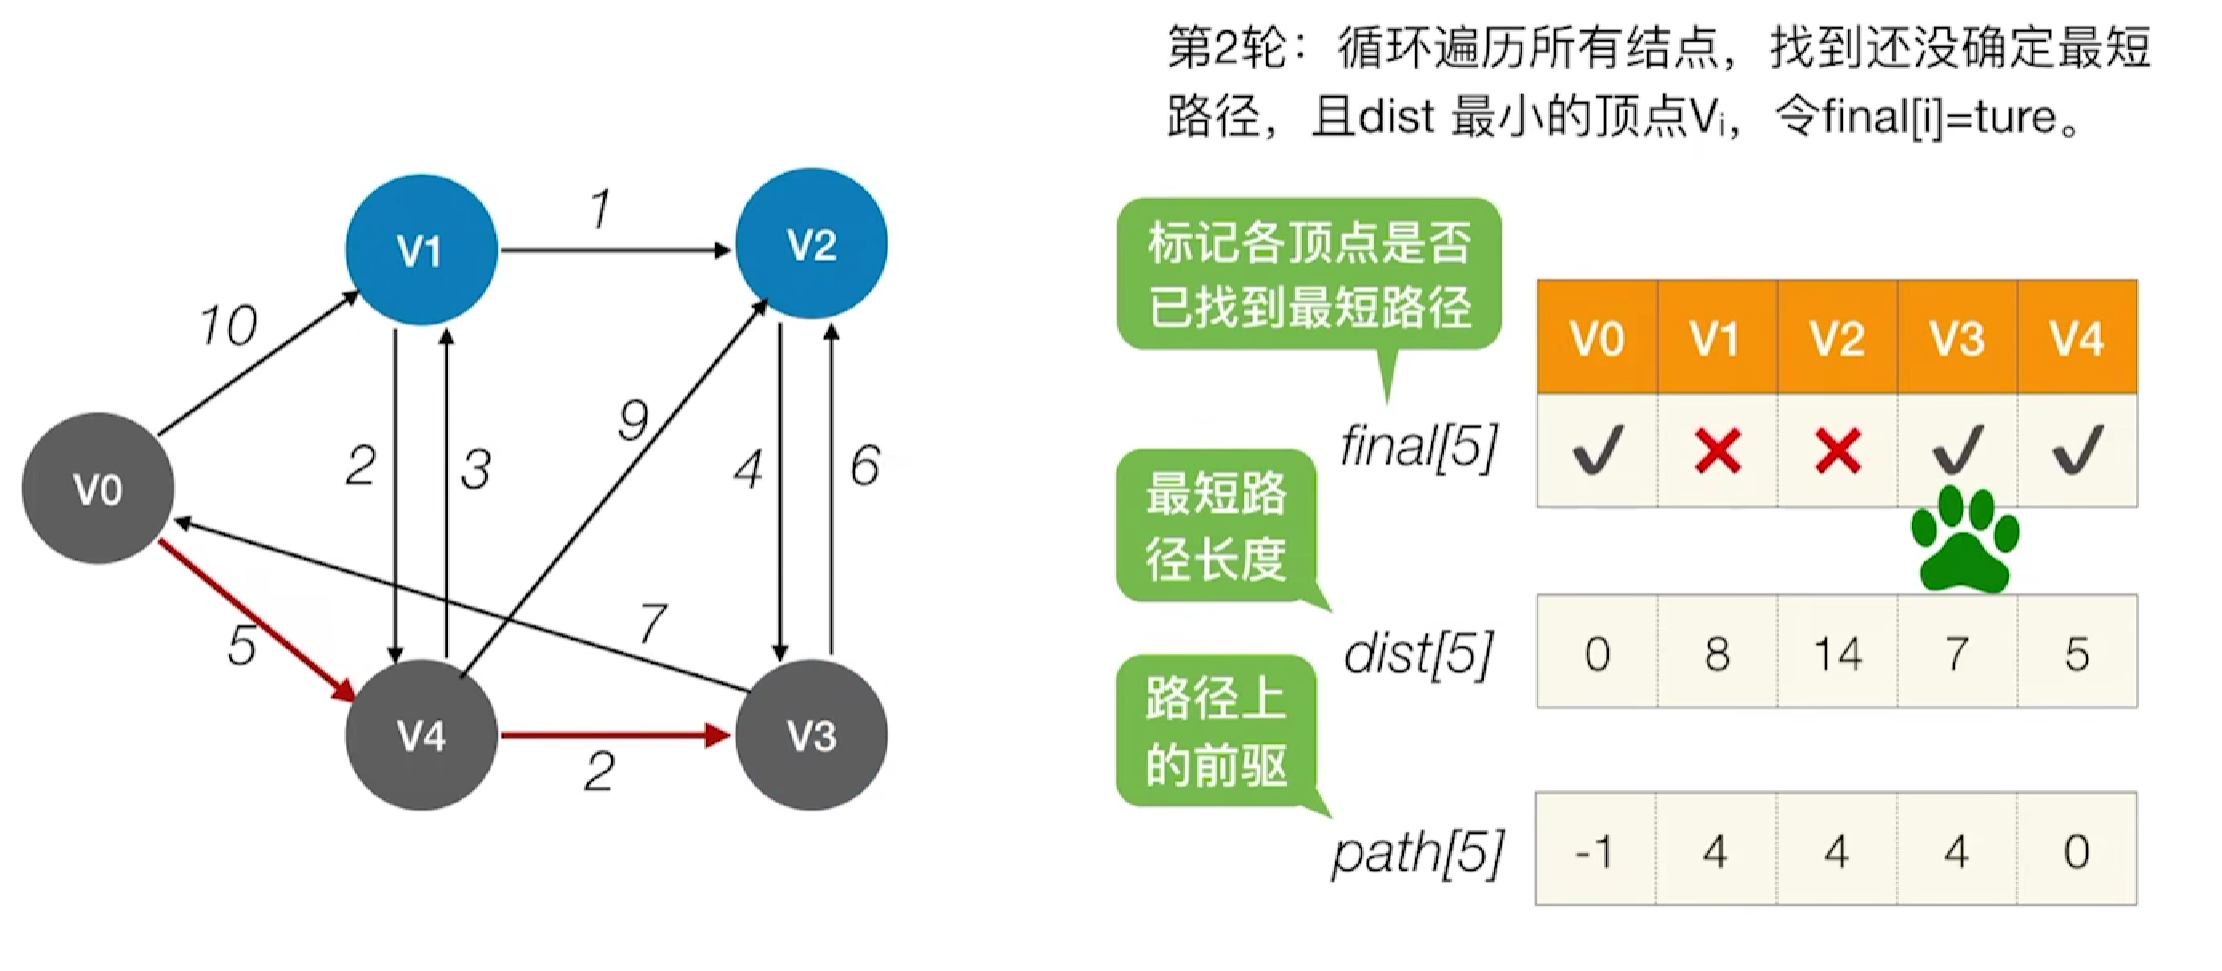 第2轮：循环遍历所有结点，找到还没确定最短
路径，且dist 最小的顶点Vᵢ，令final[i]=ture。
V1
1
V2
10
2
3
9
4
6
V0
5
7
V4
2
V3
标记各顶点是否
已找到最短路径
V0 V1 V2 V3 V4
final[5] ✓ ✕ ✕ ✓ ✓
最短路
径长度
dist[5] 0 8 14 7 5
路径上
的前驱
path[5] -1 4 4 4 0